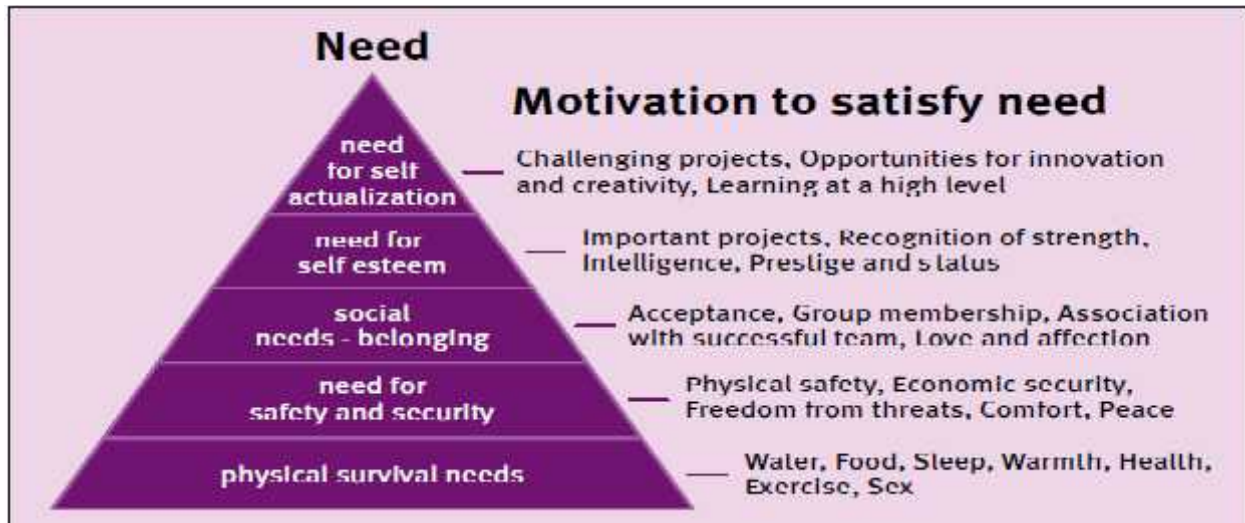 Need
Motivation to satisfy need
need
for self
actualization
Challenging projects, Opportunities for innovation
and creativity, Learning at a high level
need for
self esteem
Important projects, Recognition of strength,
Intelligence, Prestige and status
social
needs - belonging
Acceptance, Group membership, Association
with successful team, Love and affection
need for
safety and security
Physical safety, Economic security,
Freedom from threats, Comfort, Peace
physical survival needs
Water, Food, Sleep, Warmth, Health,
Exercise, Sex